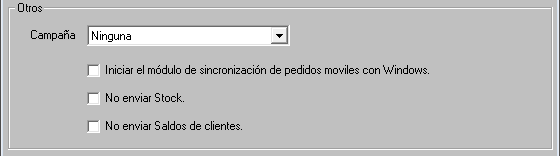 Otros
Campaña Ninguna
Iniciar el módulo de sincronización de pedidos moviles con Windows.
No enviar Stock.
No enviar Saldos de clientes.